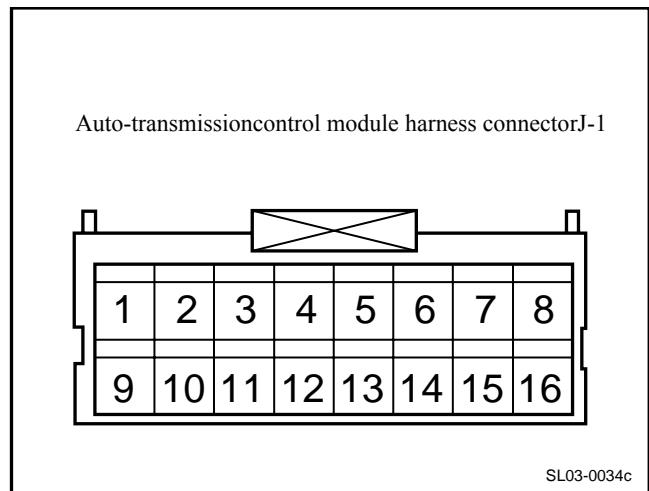 Auto-transmissioncontrol module harness connectorJ-1
1 2 3 4 5 6 7 8
9 10 11 12 13 14 15 16
SL03-0034c